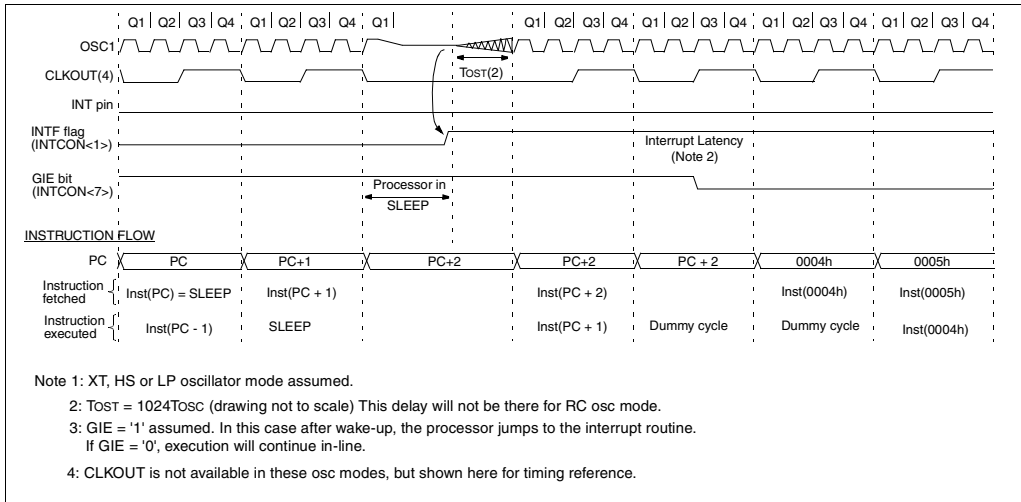 Q1 Q2 Q3 Q4 Q1 Q2 Q3 Q4 Q1 Q1 Q2 Q3 Q4 Q1 Q2 Q3 Q4 Q1 Q2 Q3 Q4 Q1 Q2 Q3 Q4
OSC1
TOST(2)
CLKOUT(4)
INT pin
INTF flag
(INTCON<1>)
Interrupt Latency
(Note 2)
GIE bit
(INTCON<7>)
Processor in
SLEEP
INSTRUCTION FLOW
PC PC PC+1 PC+2 PC+2 PC + 2 0004h 0005h
Instruction
fetched
Inst(PC) = SLEEP Inst(PC + 1) Inst(PC + 2) Inst(0004h) Inst(0005h)
Instruction
executed
Inst(PC - 1) SLEEP Inst(PC + 1) Dummy cycle Dummy cycle Inst(0004h)
Note 1: XT, HS or LP oscillator mode assumed.
2: TOST = 1024TOSC (drawing not to scale) This delay will not be there for RC osc mode.
3: GIE = '1' assumed. In this case after wake-up, the processor jumps to the interrupt routine.
If GIE = '0', execution will continue in-line.
4: CLKOUT is not available in these osc modes, but shown here for timing reference.